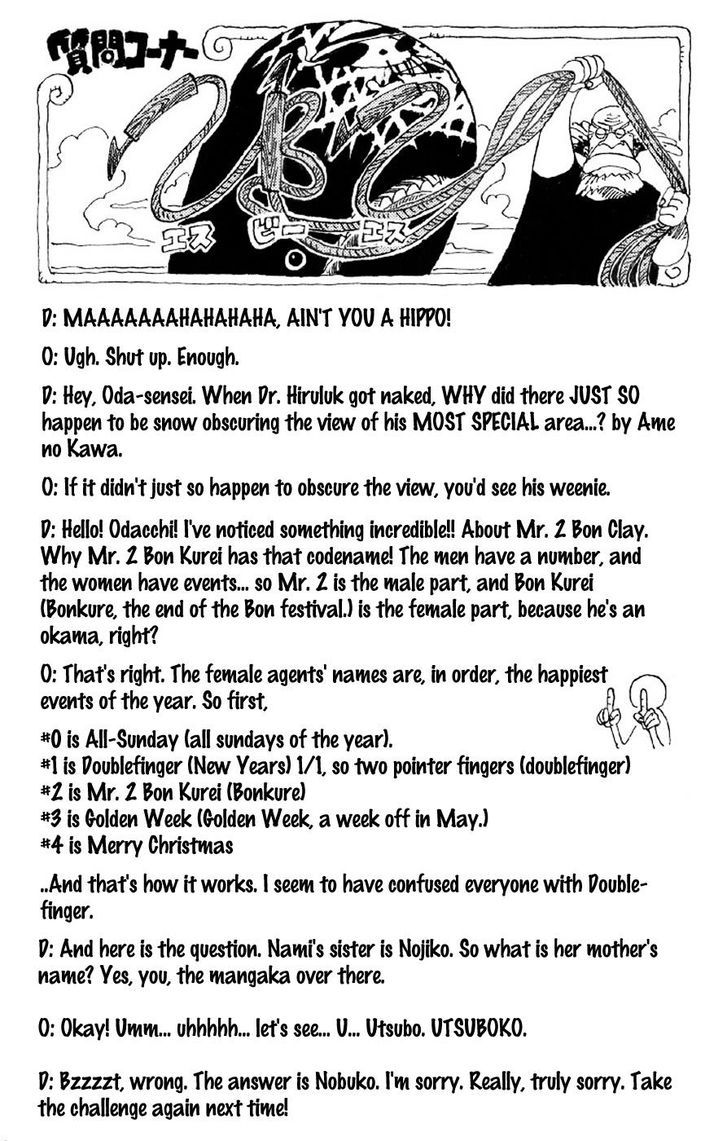 質問コーナー
SBS
エス ビー エス
D: MAAAAAAAHAHAHAHA, AIN'T YOU A HIPPO!
O: Ugh. Shut up. Enough.
D: Hey, Oda-sensei. When Dr. Hiruluk got naked, WHY did there JUST SO
happen to be snow obscuring the view of his MOST SPECIAL area...? by Ame
no Kawa.
O: If it didn't just so happen to obscure the view, you'd see his weenie.
D: Hello! Odacchi! I've noticed something incredible!! About Mr. 2 Bon Clay.
Why Mr. 2 Bon Kurei has that codename! The men have a number, and
the women have events... so Mr. 2 is the male part, and Bon Kurei
(Bonkure, the end of the Bon festival.) is the female part, because he's an
okama, right?
O: That's right. The female agents' names are, in order, the happiest
events of the year. So first,
#0 is All-Sunday (all sundays of the year).
#1 is Doublefinger (New Years) 1/1, so two pointer fingers (doublefinger)
#2 is Mr. 2 Bon Kurei (Bonkure)
#3 is Golden Week (Golden Week, a week off in May.)
#4 is Merry Christmas
..And that's how it works. I seem to have confused everyone with Double-
finger.
D: And here is the question. Nami's sister is Nojiko. So what is her mother's
name? Yes, you, the mangaka over there.
O: Okay! Umm... uhhhhh... let's see... U... Utsubo. UTSUBOKO.
D: Bzzzzt, wrong. The answer is Nobuko. I'm sorry. Really, truly sorry. Take
the challenge again next time!